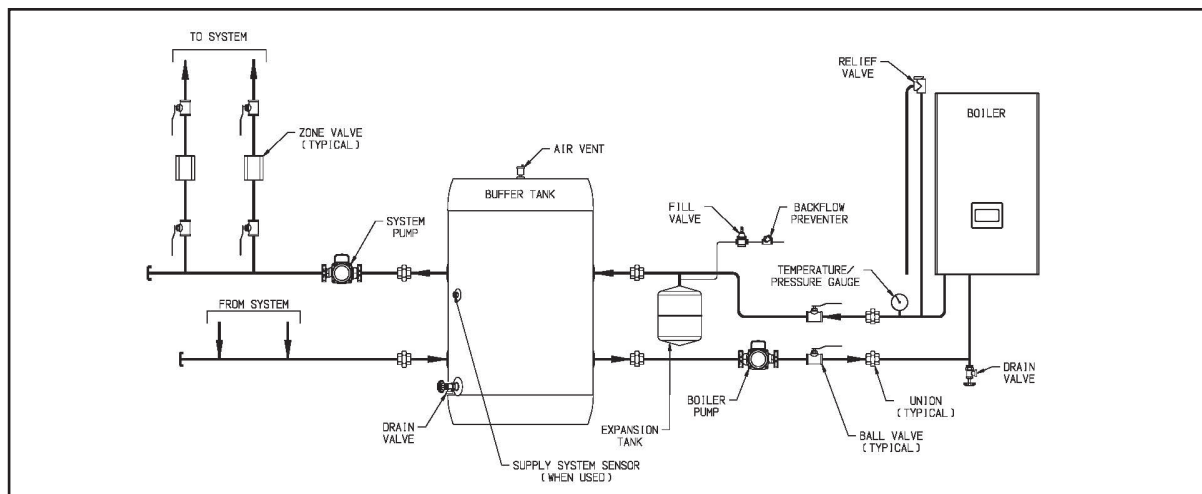 TO SYSTEM
ZONE VALVE
(TYPICAL)
AIR VENT
RELIEF
VALVE
BOILER
BUFFER TANK
SYSTEM
PUMP
FILL
VALVE
BACKFLOW
PREVENTER
TEMPERATURE/
PRESSURE GAUGE
FROM SYSTEM
DRAIN
VALVE
SUPPLY SYSTEM SENSOR
(WHEN USED)
EXPANSION
TANK
BOILER
PUMP
BALL VALVE
(TYPICAL)
UNION
(TYPICAL)
DRAIN
VALVE